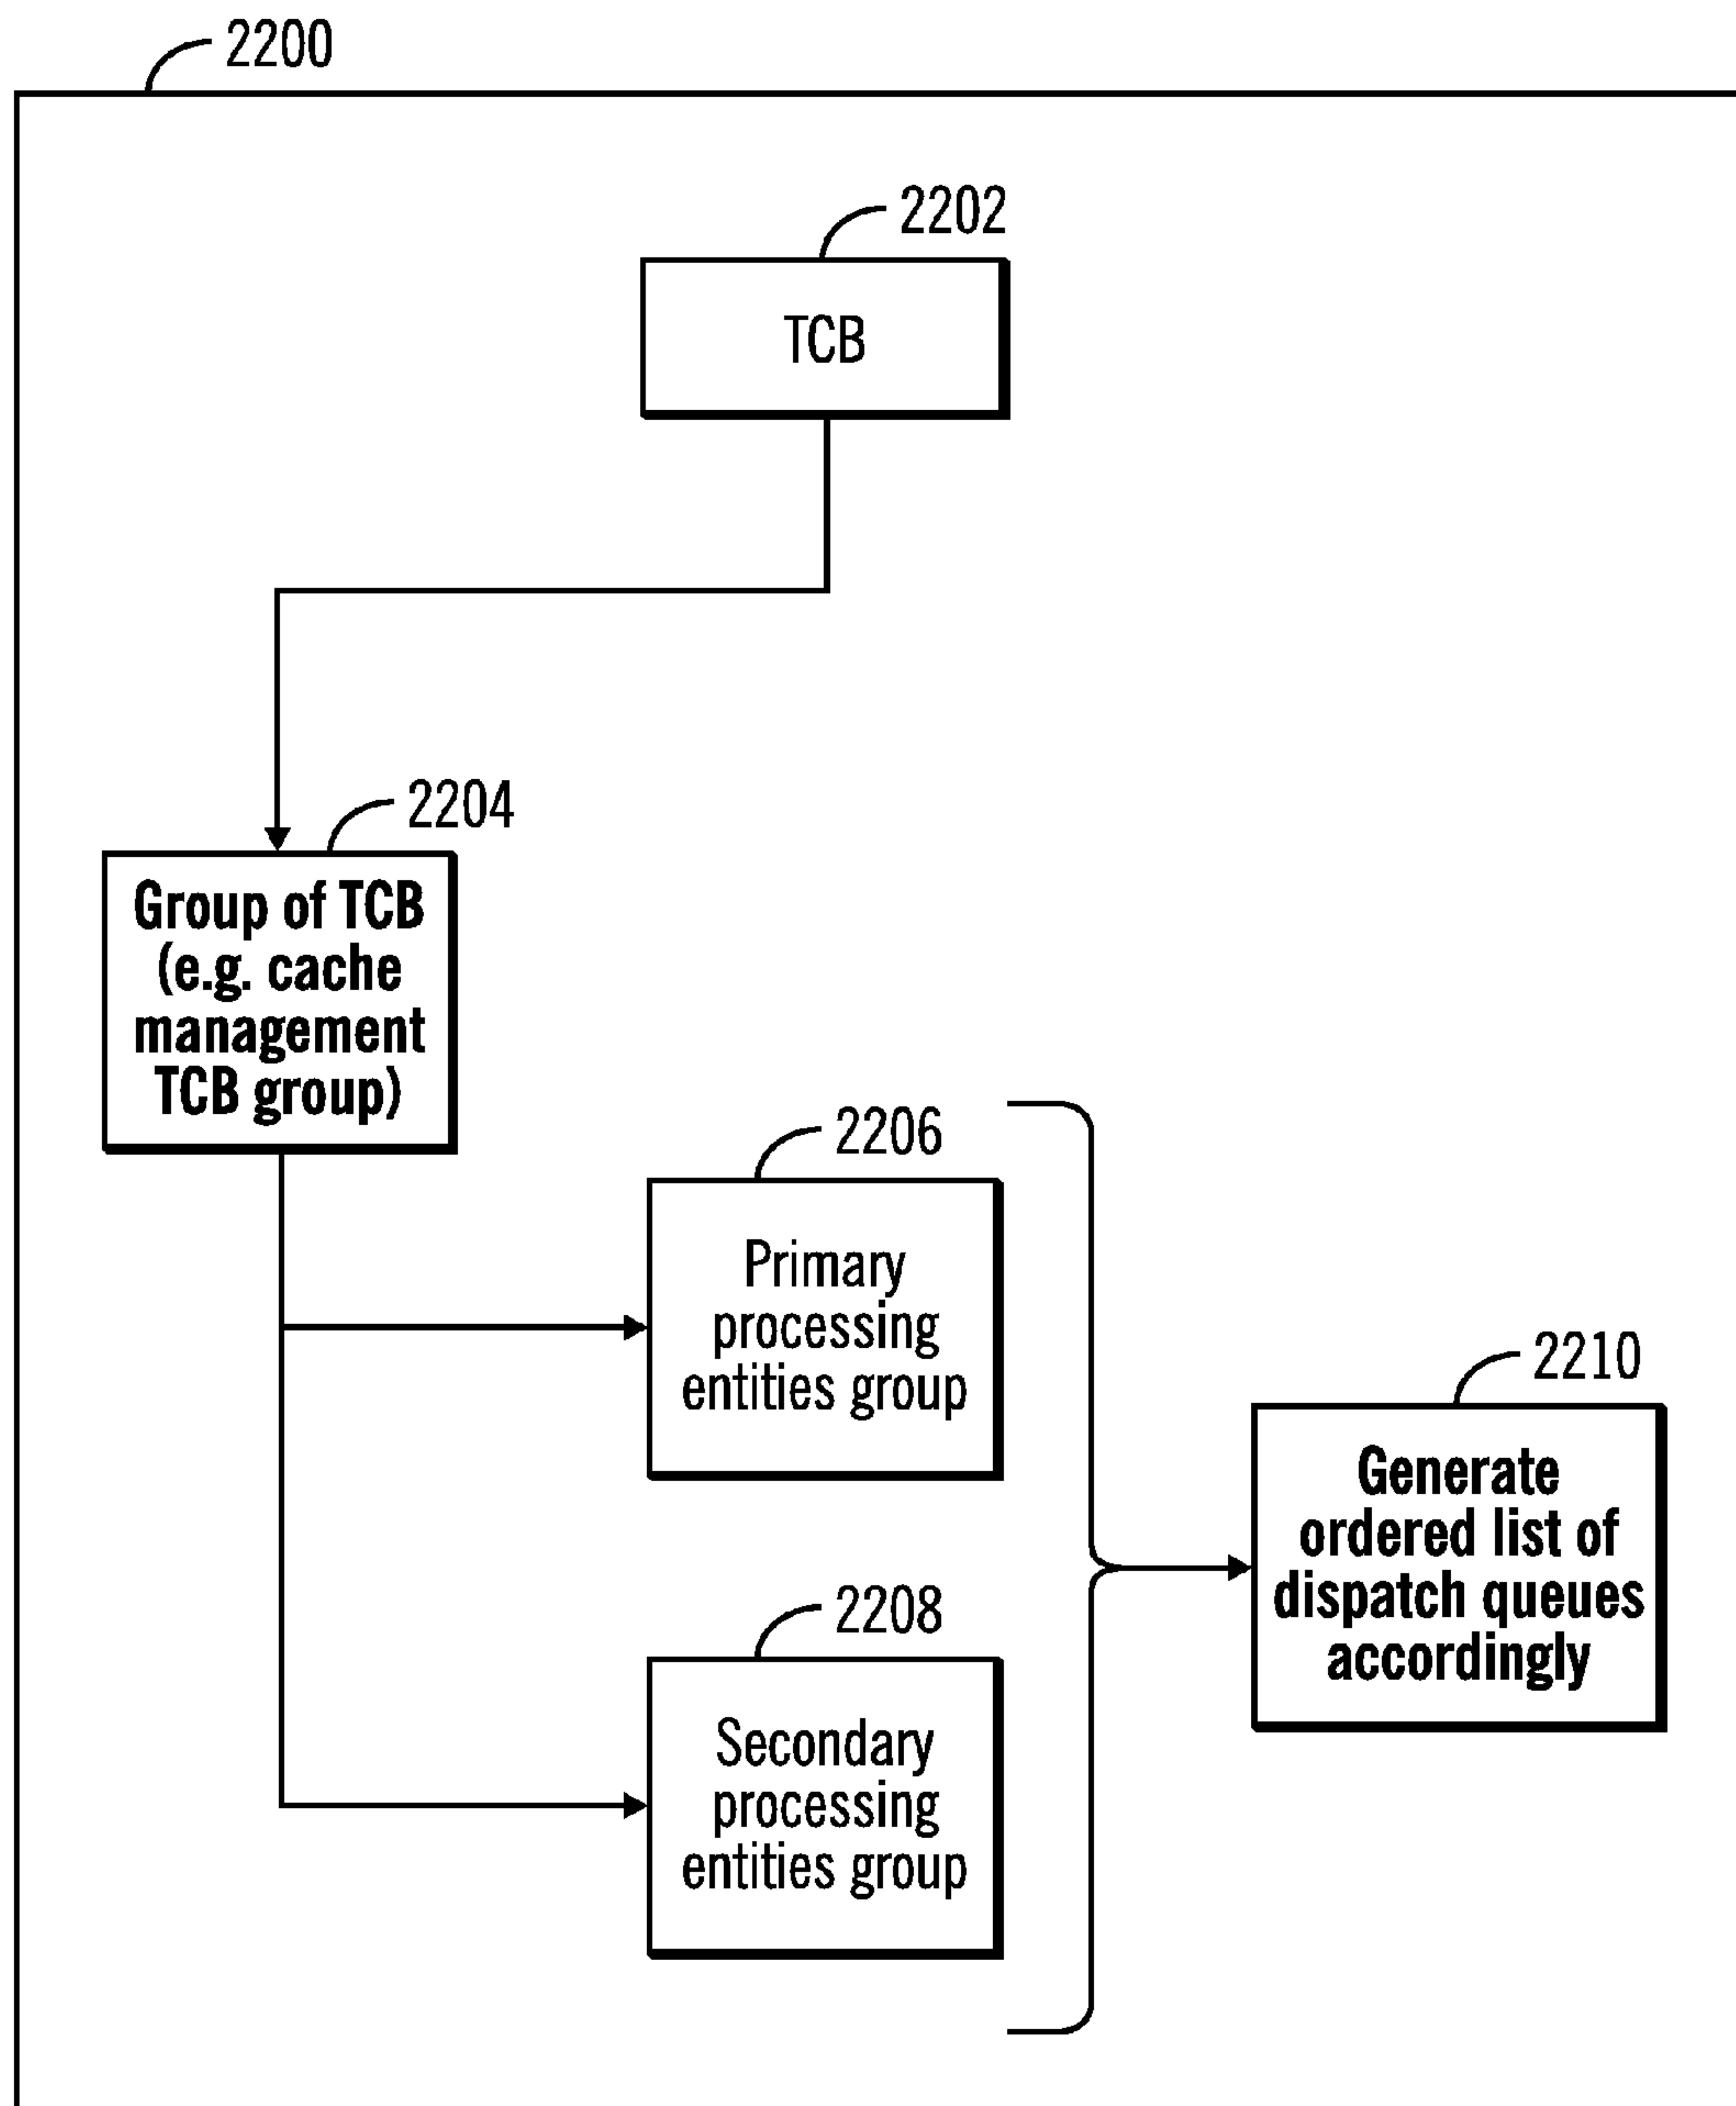 2200
2202
TCB
2204
Group of TCB
(e.g. cache
management
TCB group)
2206
Primary
processing
entities group
2210
Generate
ordered list of
dispatch queues
accordingly
2208
Secondary
processing
entities group